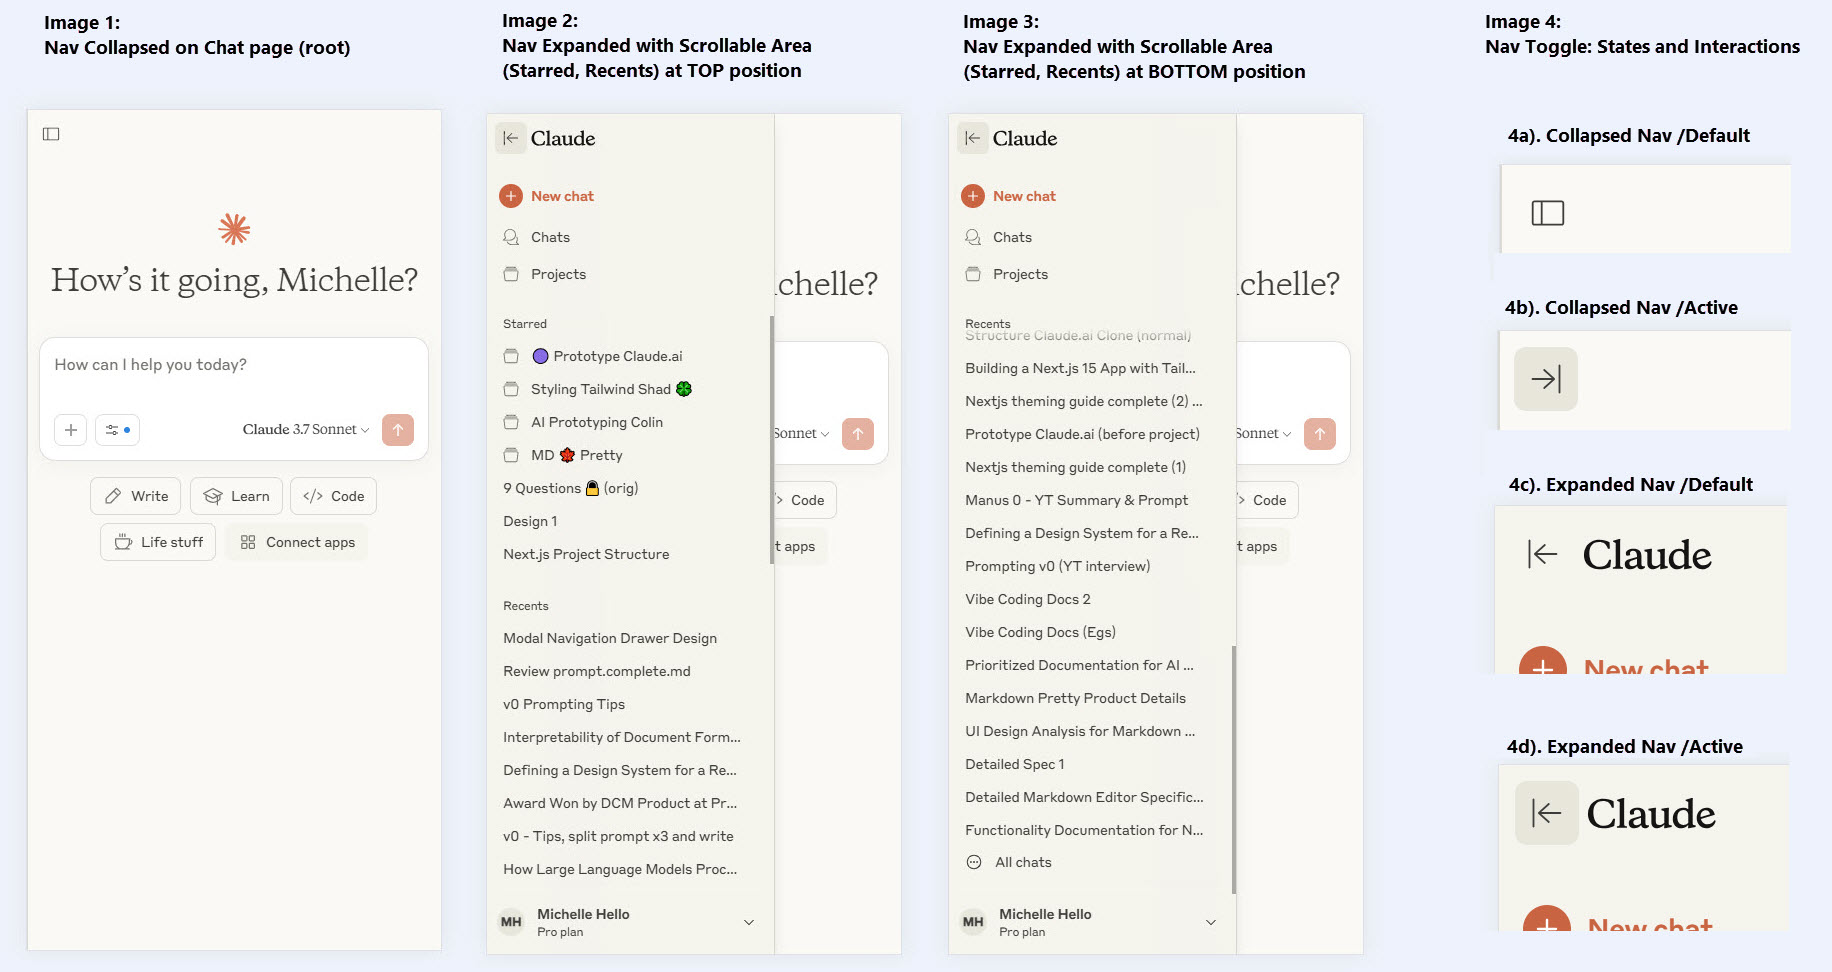 Image 1:
Nav Collapsed on Chat page (root)
How's it going, Michelle?
How can I help you today?
Claude 3.7 Sonnet
Write
Learn
</> Code
Life stuff
Connect apps
Image 2:
Nav Expanded with Scrollable Area
(Starred, Recents) at TOP position
Claude
New chat
Chats
Projects
Starred
Prototype Claude.ai
Styling Tailwind Shad
AI Prototyping Colin
MD Pretty
9 Questions (orig)
Design 1
Next.js Project Structure
Recents
Modal Navigation Drawer Design
Review prompt.complete.md
v0 Prompting Tips
Interpretability of Document Form...
Defining a Design System for a Re...
Award Won by DCM Product at Pr...
v0 - Tips, split prompt x3 and write
How Large Language Models Proc...
MH
Michelle Hello
Pro plan
chelle?
Sonnet
> Code
t apps
Image 3:
Nav Expanded with Scrollable Area
(Starred, Recents) at BOTTOM position
Claude
New chat
Chats
Projects
Recents
Structure Claude.ai Clone (normal)
Building a Next.js 15 App with Tail...
Nextjs theming guide complete (2) ...
Prototype Claude.ai (before project)
Nextjs theming guide complete (1)
Manus 0 - YT Summary & Prompt
Defining a Design System for a Re...
Prompting v0 (YT interview)
Vibe Coding Docs 2
Vibe Coding Docs (Egs)
Prioritized Documentation for AI ...
Markdown Pretty Product Details
UI Design Analysis for Markdown ...
Detailed Spec 1
Detailed Markdown Editor Specific...
Functionality Documentation for N...
All chats
MH
Michelle Hello
Pro plan
chelle?
Sonnet
> Code
t apps
Image 4:
Nav Toggle: States and Interactions
4a). Collapsed Nav /Default
4b). Collapsed Nav /Active
4c). Expanded Nav /Default
Claude
New chat
4d). Expanded Nav /Active
Claude
New chat